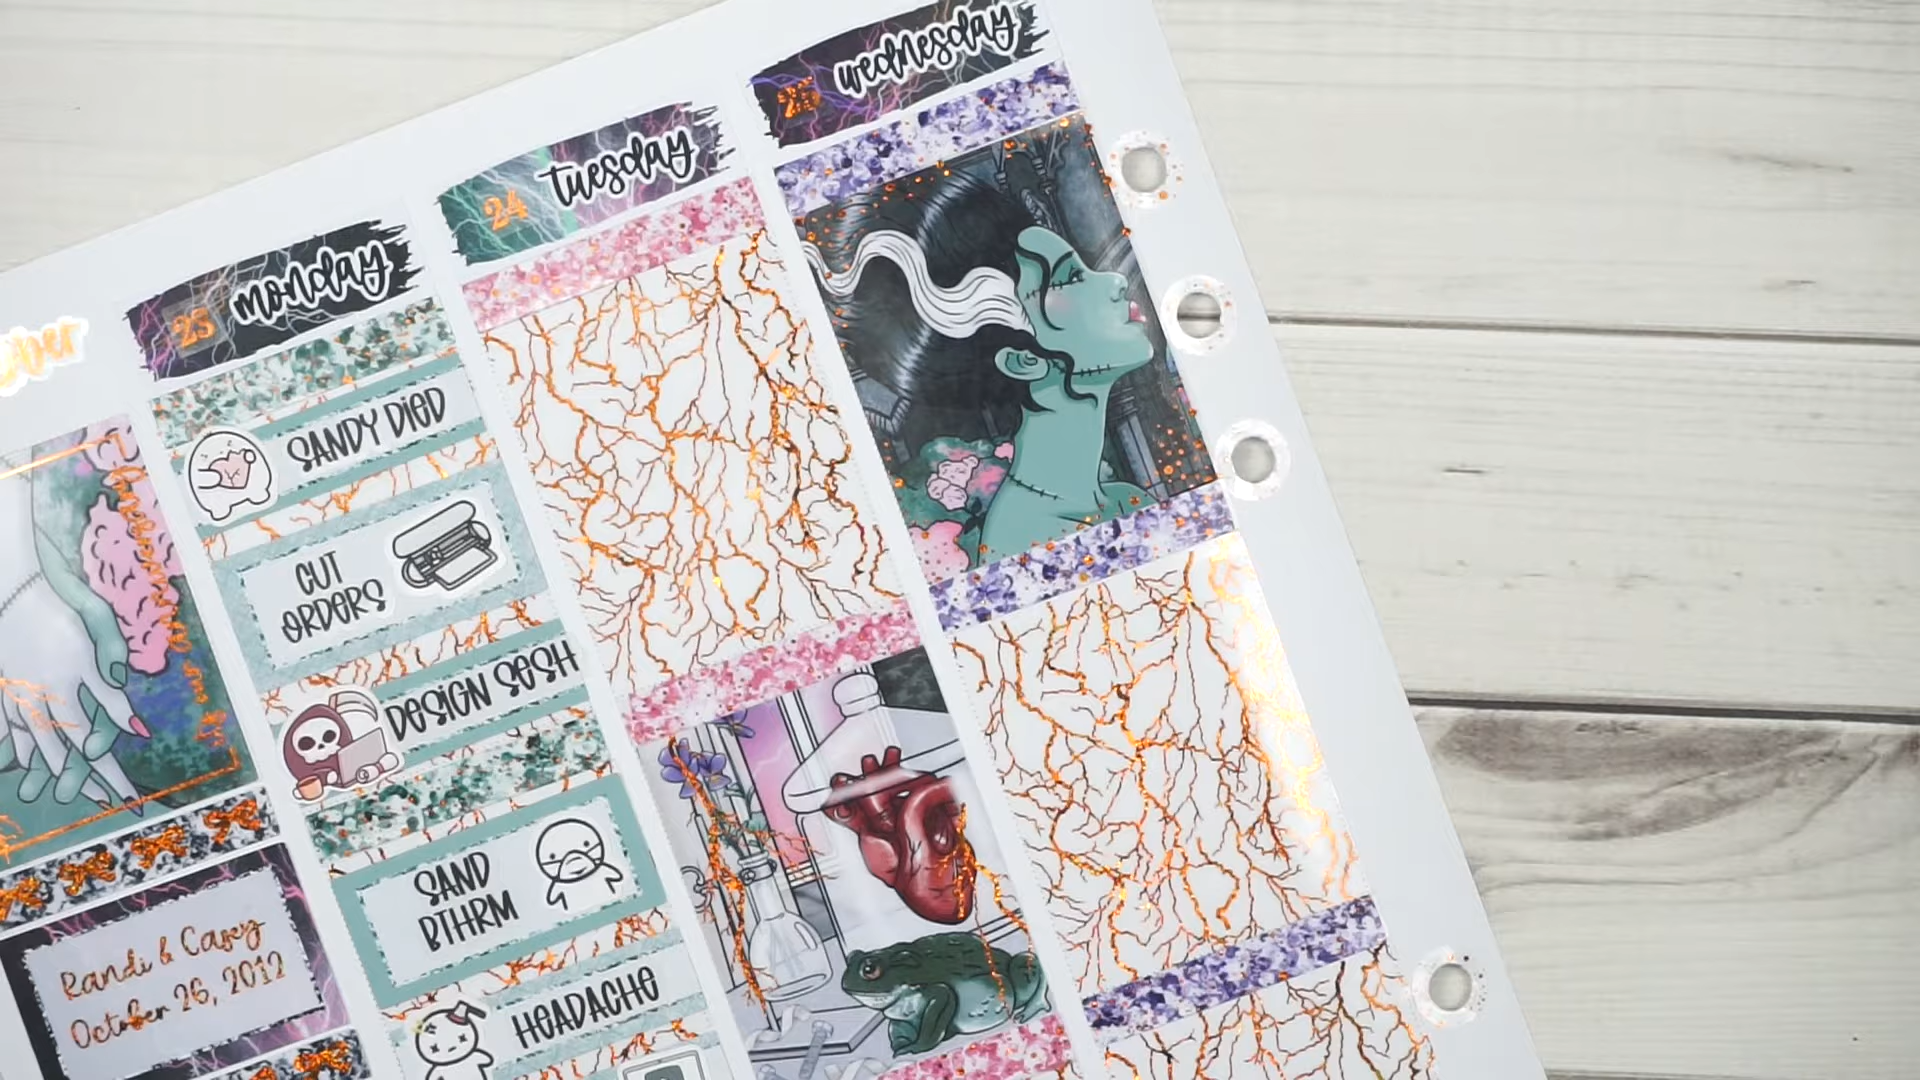 monday
23
SANDY DIED
CUT
ORDERS
DESIGN SESH
SAND
BTHRM
HEADACHE
24
tuesday
25
wednesday
Randi & Casey
October 26, 2012